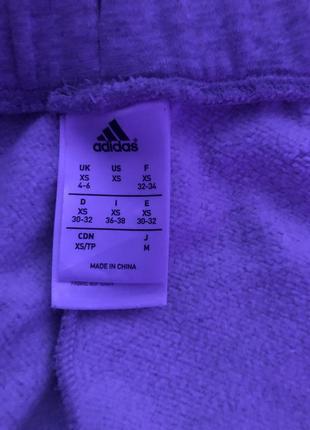 adidas
UK US F
XS XS XS
4-6 32-34
D I E
XS XS XS
30-32 36-38 30-32
CDN J
XS/TP M
MADE IN CHINA